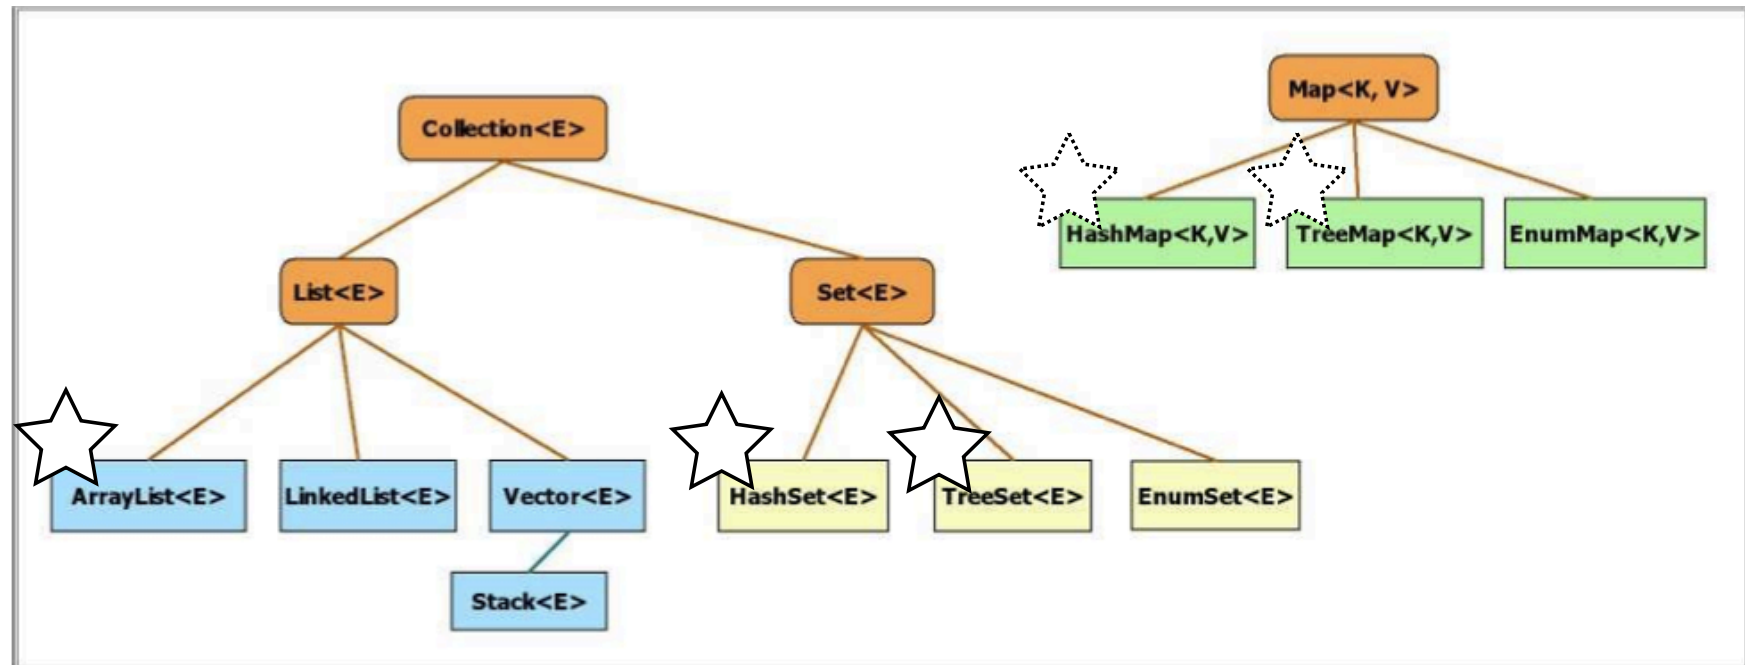 Collection<E>
Map<K, V>
HashMap<K,V>
TreeMap<K,V>
EnumMap<K,V>
List<E>
Set<E>
ArrayList<E>
LinkedList<E>
Vector<E>
HashSet<E>
TreeSet<E>
EnumSet<E>
Stack<E>